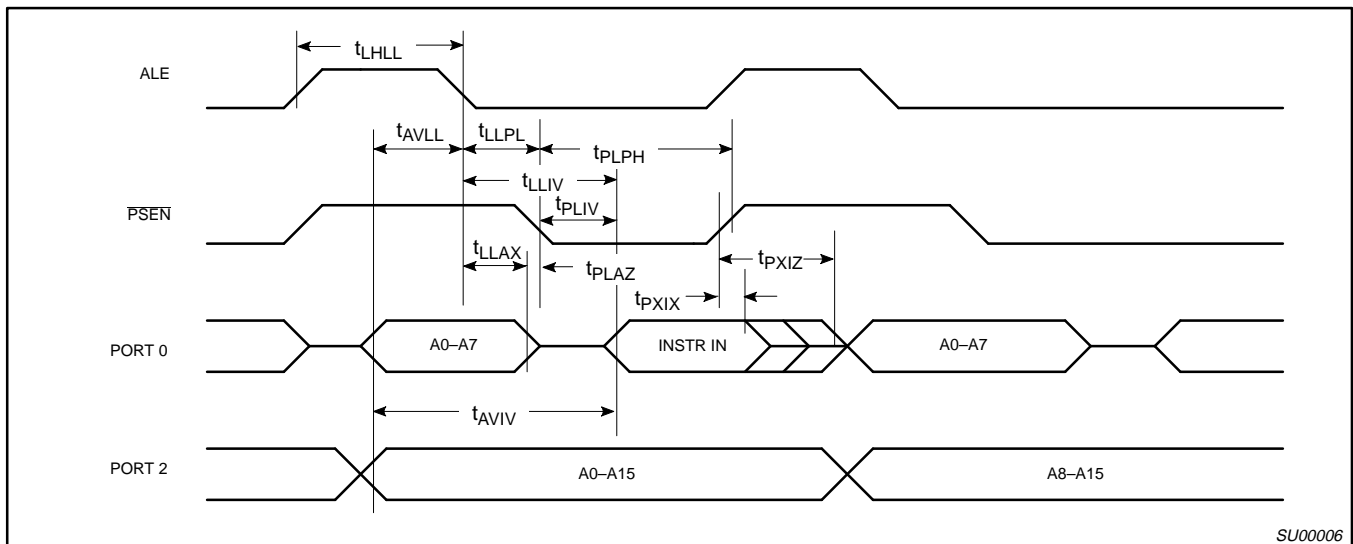 tLHLL
ALE
tAVLL
tLLPL
tPLPH
tLLIV
PSEN
tPLIV
tLLAX
tPLAZ
tPXIZ
tPXIX
PORT 0
A0–A7
INSTR IN
A0–A7
tAVIV
PORT 2
A0–A15
A8–A15
SU00006